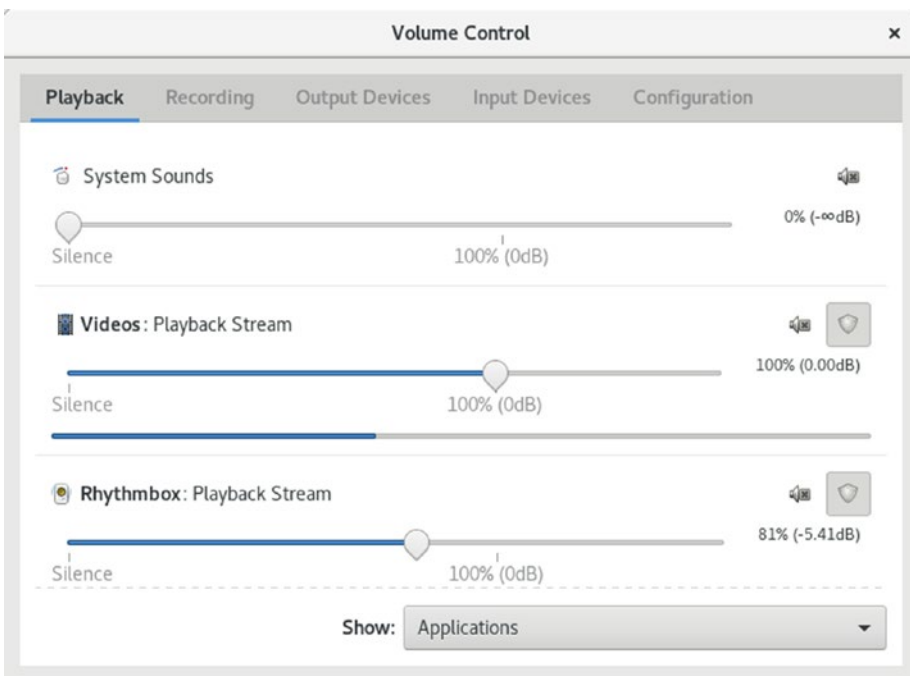 Volume Control
Playback Recording Output Devices Input Devices Configuration
System Sounds
0% (-∞dB)
Silence 100% (0dB)
Videos: Playback Stream
100% (0.00dB)
Silence 100% (0dB)
Rhythmbox: Playback Stream
81% (-5.41dB)
Silence 100% (0dB)
Show: Applications